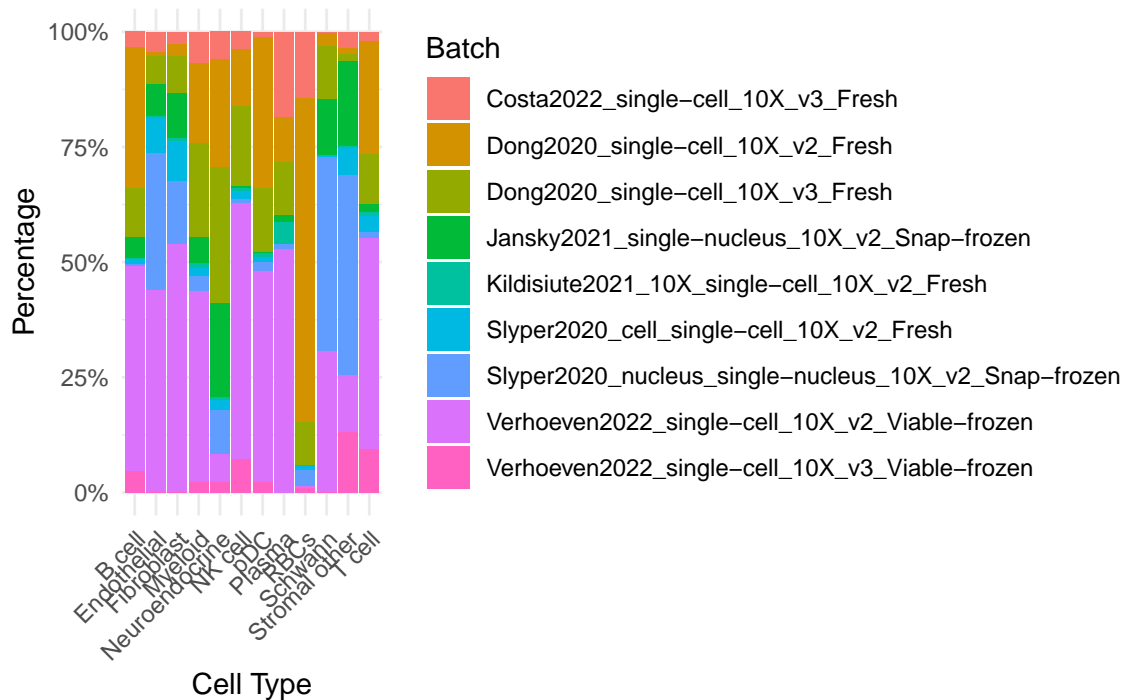 100%
75%
50%
25%
0%
Percentage
B cell
Endothelial
Fibroplast
Myeloid
Neuroendocrine
NK cell
pDC
Plasma
RBCs
Schwann
Stromal other
T cell
Cell Type
Batch
Costa2022_single−cell_10X_v3_Fresh
Dong2020_single−cell_10X_v2_Fresh
Dong2020_single−cell_10X_v3_Fresh
Jansky2021_single−nucleus_10X_v2_Snap−frozen
Kildisiute2021_10X_single−cell_10X_v2_Fresh
Slyper2020_cell_single−cell_10X_v2_Fresh
Slyper2020_nucleus_single−nucleus_10X_v2_Snap−frozen
Verhoeven2022_single−cell_10X_v2_Viable−frozen
Verhoeven2022_single−cell_10X_v3_Viable−frozen